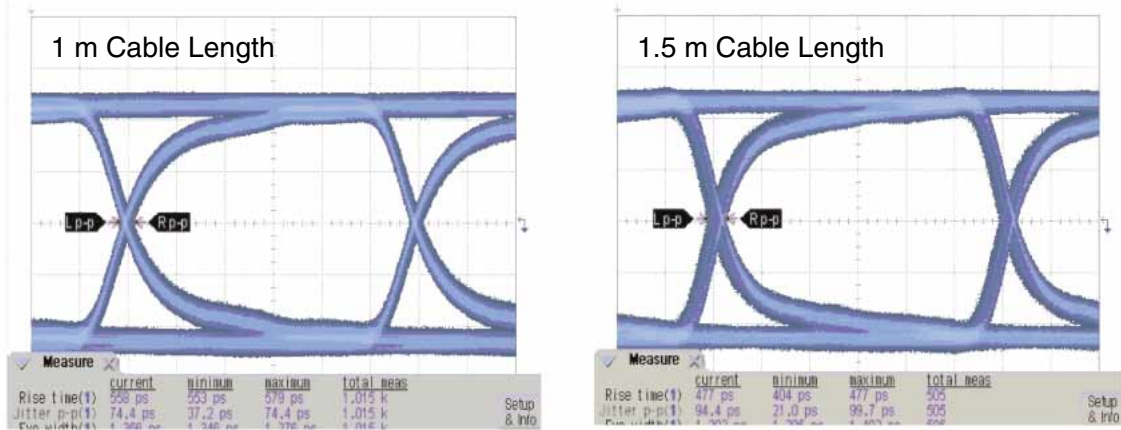 1 m Cable Length
Lp-p Rp-p
Measure
current minimum maximum total meas
Rise time(1) 558 ps 553 ps 579 ps 1.015 k
Jitter p-p(1) 74.4 ps 37.2 ps 74.4 ps 1.015 k
Setup
& Info
1.5 m Cable Length
Lp-p Rp-p
Measure
current minimum maximum total meas
Rise time(1) 477 ps 404 ps 477 ps 505
Jitter p-p(1) 94.4 ps 21.0 ps 99.7 ps 505
Setup
& Info